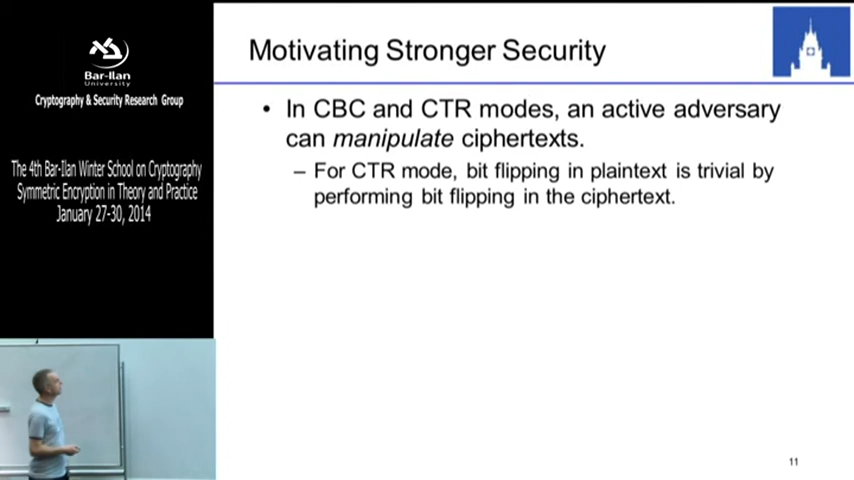 Bar-Ilan
University
Cryptography & Security Research Group
The 4th Bar-Ilan Winter School on Cryptography
Symmetric Encryption in Theory and Practice
January 27-30, 2014
Motivating Stronger Security
• In CBC and CTR modes, an active adversary
can manipulate ciphertexts.
– For CTR mode, bit flipping in plaintext is trivial by
performing bit flipping in the ciphertext.
11